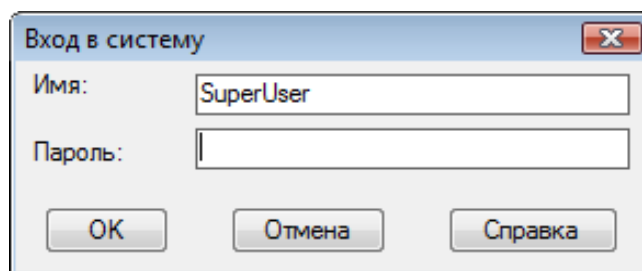 Вход в систему
Имя: SuperUser
Пароль:
OK Отмена Справка